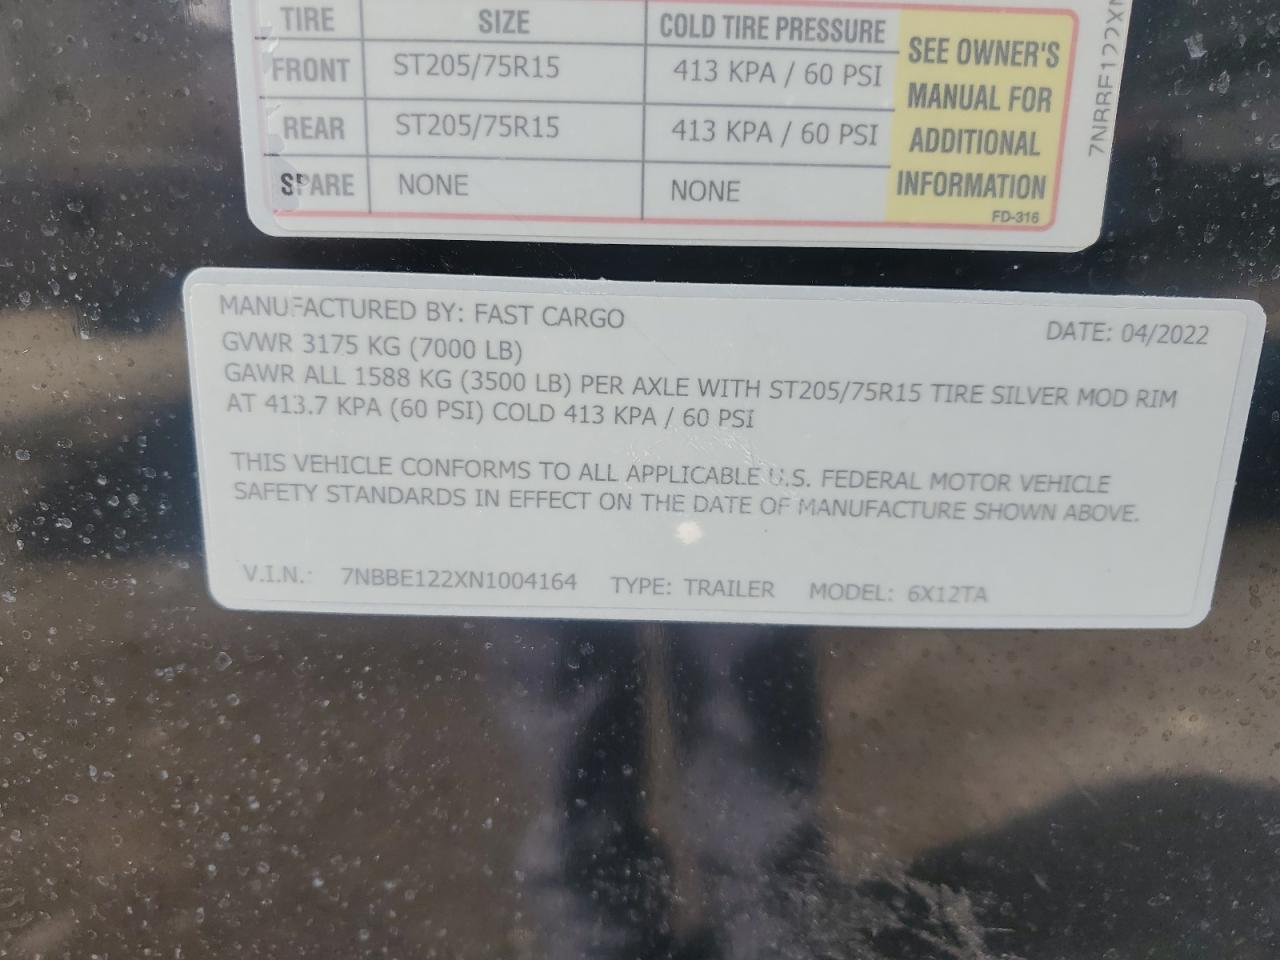 TIRE SIZE COLD TIRE PRESSURE
FRONT ST205/75R15 413 KPA / 60 PSI
REAR ST205/75R15 413 KPA / 60 PSI
SPARE NONE NONE
SEE OWNER'S
MANUAL FOR
ADDITIONAL
INFORMATION
FD-316
MANUFACTURED BY: FAST CARGO DATE: 04/2022
GVWR 3175 KG (7000 LB)
GAWR ALL 1588 KG (3500 LB) PER AXLE WITH ST205/75R15 TIRE SILVER MOD RIM
AT 413.7 KPA (60 PSI) COLD 413 KPA / 60 PSI
THIS VEHICLE CONFORMS TO ALL APPLICABLE U.S. FEDERAL MOTOR VEHICLE
SAFETY STANDARDS IN EFFECT ON THE DATE OF MANUFACTURE SHOWN ABOVE.
V.I.N.: 7NBBE122XN1004164 TYPE: TRAILER MODEL: 6X12TA